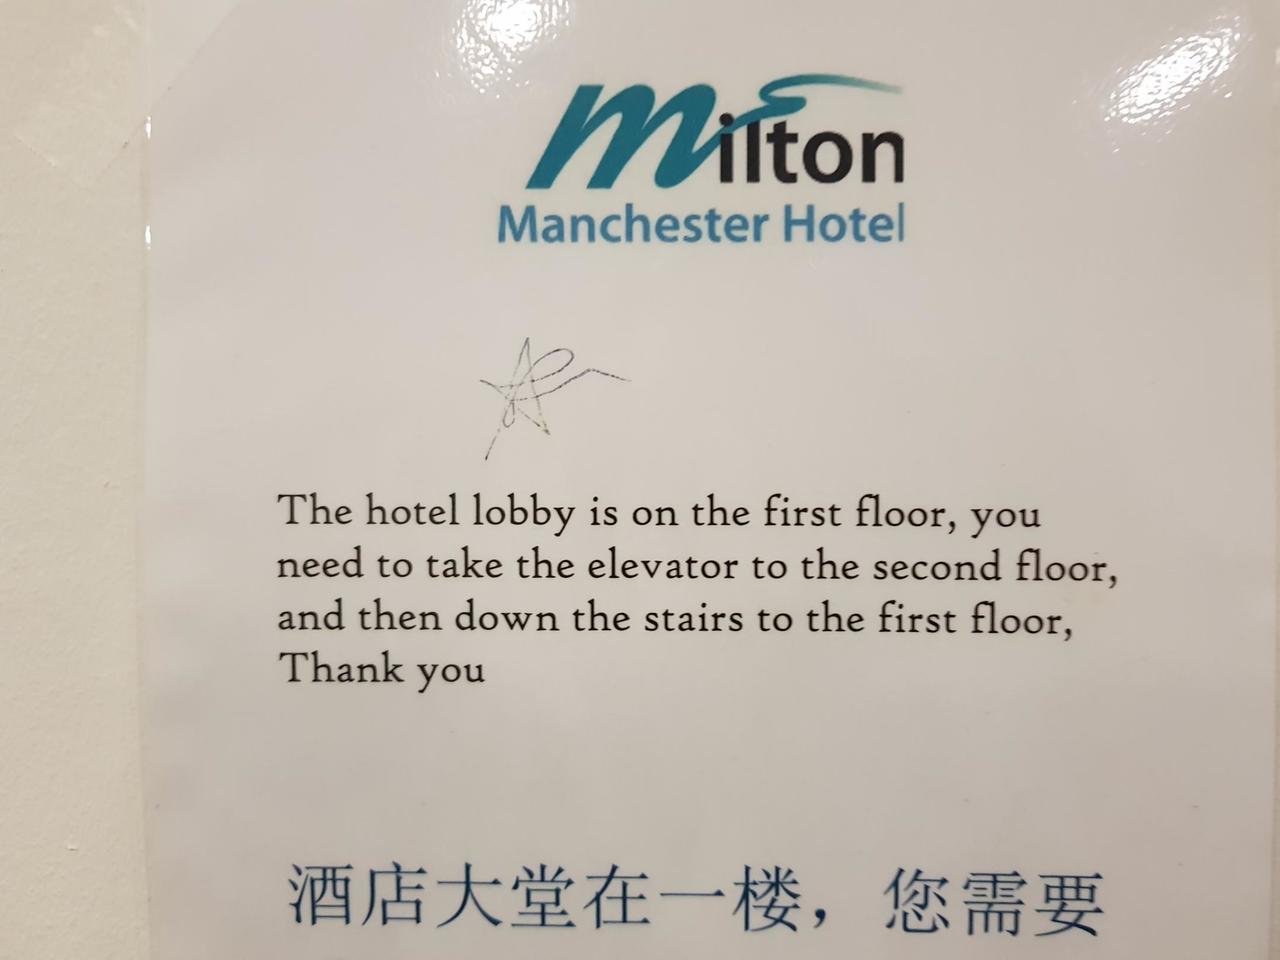 Milton
Manchester Hotel
The hotel lobby is on the first floor, you
need to take the elevator to the second floor,
and then down the stairs to the first floor,
Thank you
酒店大堂在一楼，您需要